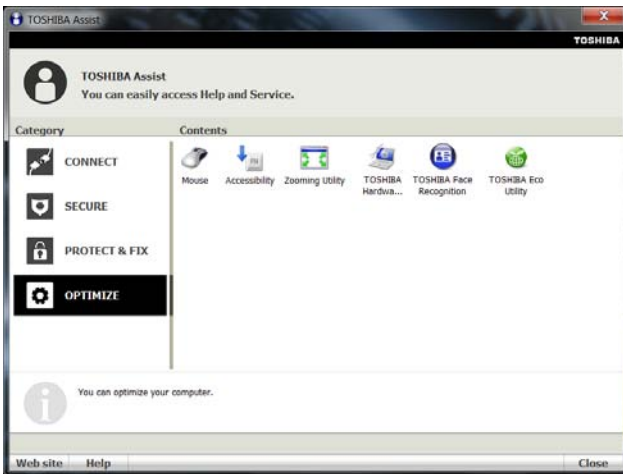 TOSHIBA Assist
TOSHIBA
TOSHIBA Assist
You can easily access Help and Service.
Category
Contents
CONNECT
SECURE
PROTECT & FIX
OPTIMIZE
Mouse
Accessibility
Zooming Utility
TOSHIBA
Hardwa...
TOSHIBA Face
Recognition
TOSHIBA Eco
Utility
You can optimize your computer.
Web site Help Close